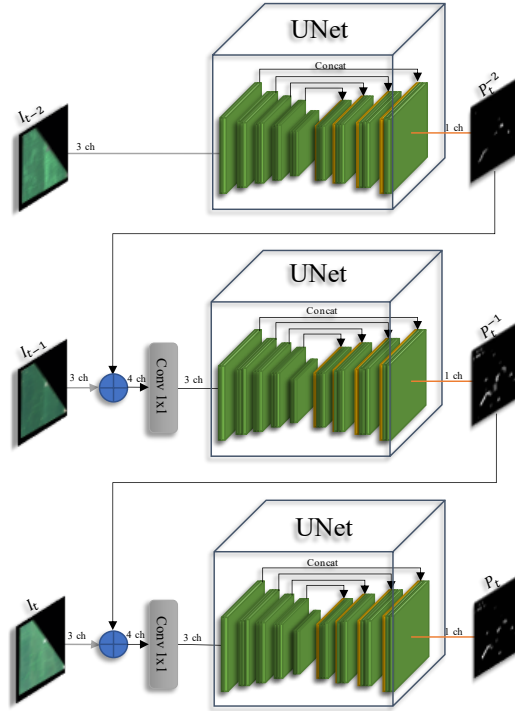 UNet
Concat
I_{t-2}
3 ch
1 ch
P_t^{-2}
UNet
Concat
I_{t-1}
3 ch
4 ch
Conv 1x1
3 ch
1 ch
P_t^{-1}
UNet
Concat
I_t
3 ch
4 ch
Conv 1x1
3 ch
1 ch
P_t